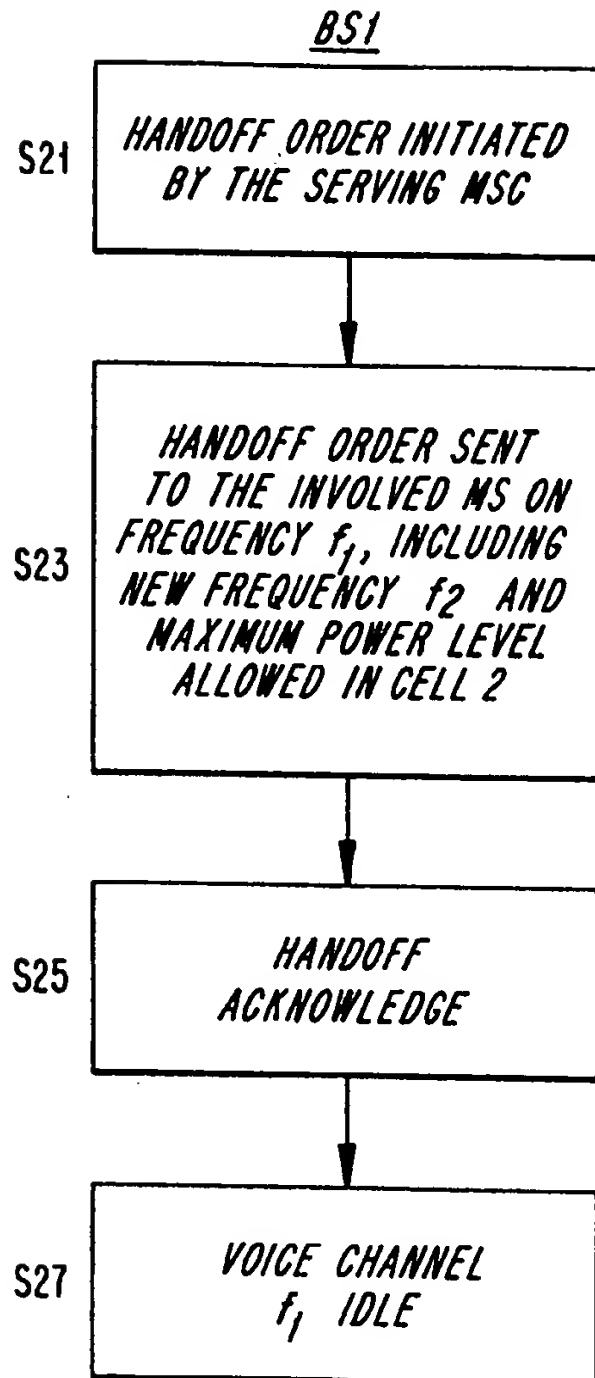 BS1
S21
HANDOFF ORDER INITIATED
BY THE SERVING MSC
S23
HANDOFF ORDER SENT
TO THE INVOLVED MS ON
FREQUENCY f₁, INCLUDING
NEW FREQUENCY f₂ AND
MAXIMUM POWER LEVEL
ALLOWED IN CELL 2
S25
HANDOFF
ACKNOWLEDGE
S27
VOICE CHANNEL
f₁ IDLE